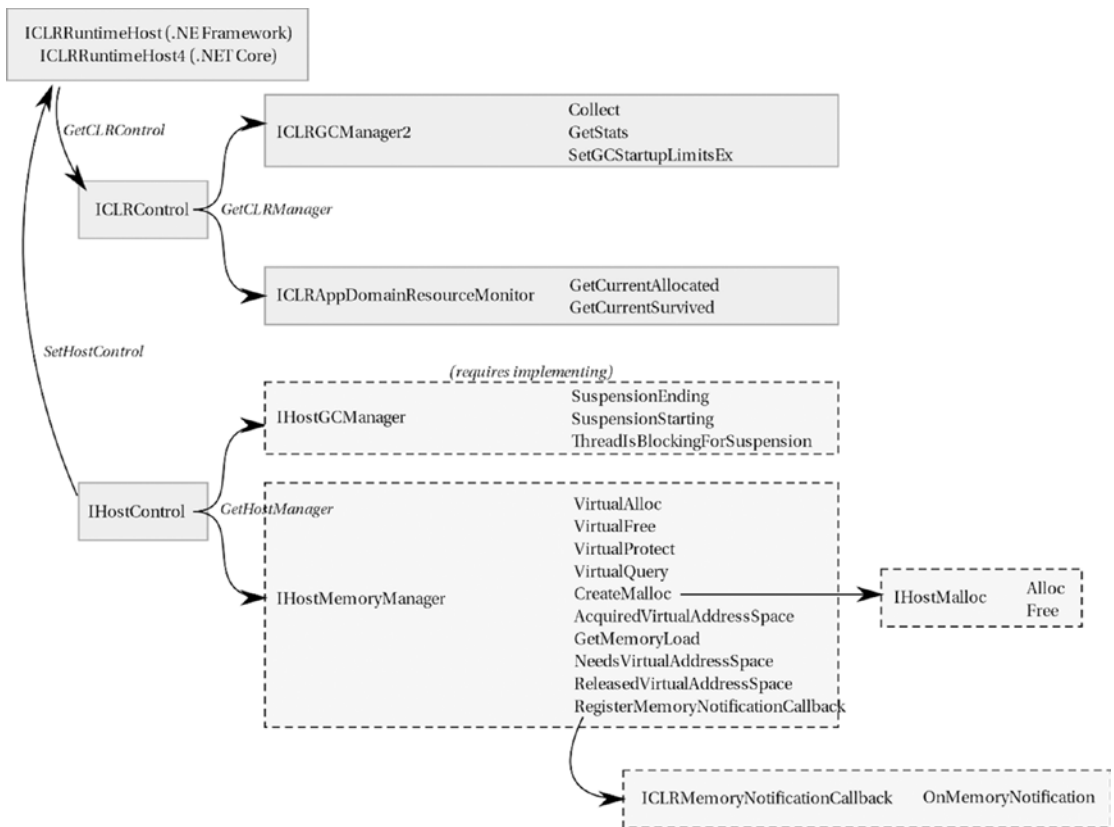 ICLRRuntimeHost (.NE Framework)
ICLRRuntimeHost4 (.NET Core)
GetCLRControl
ICLRGCManager2
Collect
GetStats
SetGCStartupLimitsEx
ICLRControl
GetCLRManager
ICLRAppDomainResourceMonitor
GetCurrentAllocated
GetCurrentSurvived
SetHostControl
(requires implementing)
IHostGCManager
SuspensionEnding
SuspensionStarting
ThreadIsBlockingForSuspension
IHostControl
GetHostManager
IHostMemoryManager
VirtualAlloc
VirtualFree
VirtualProtect
VirtualQuery
CreateMalloc
AcquiredVirtualAddressSpace
GetMemoryLoad
NeedsVirtualAddressSpace
ReleasedVirtualAddressSpace
RegisterMemoryNotificationCallback
IHostMalloc
Alloc
Free
ICLRMemoryNotificationCallback OnMemoryNotification